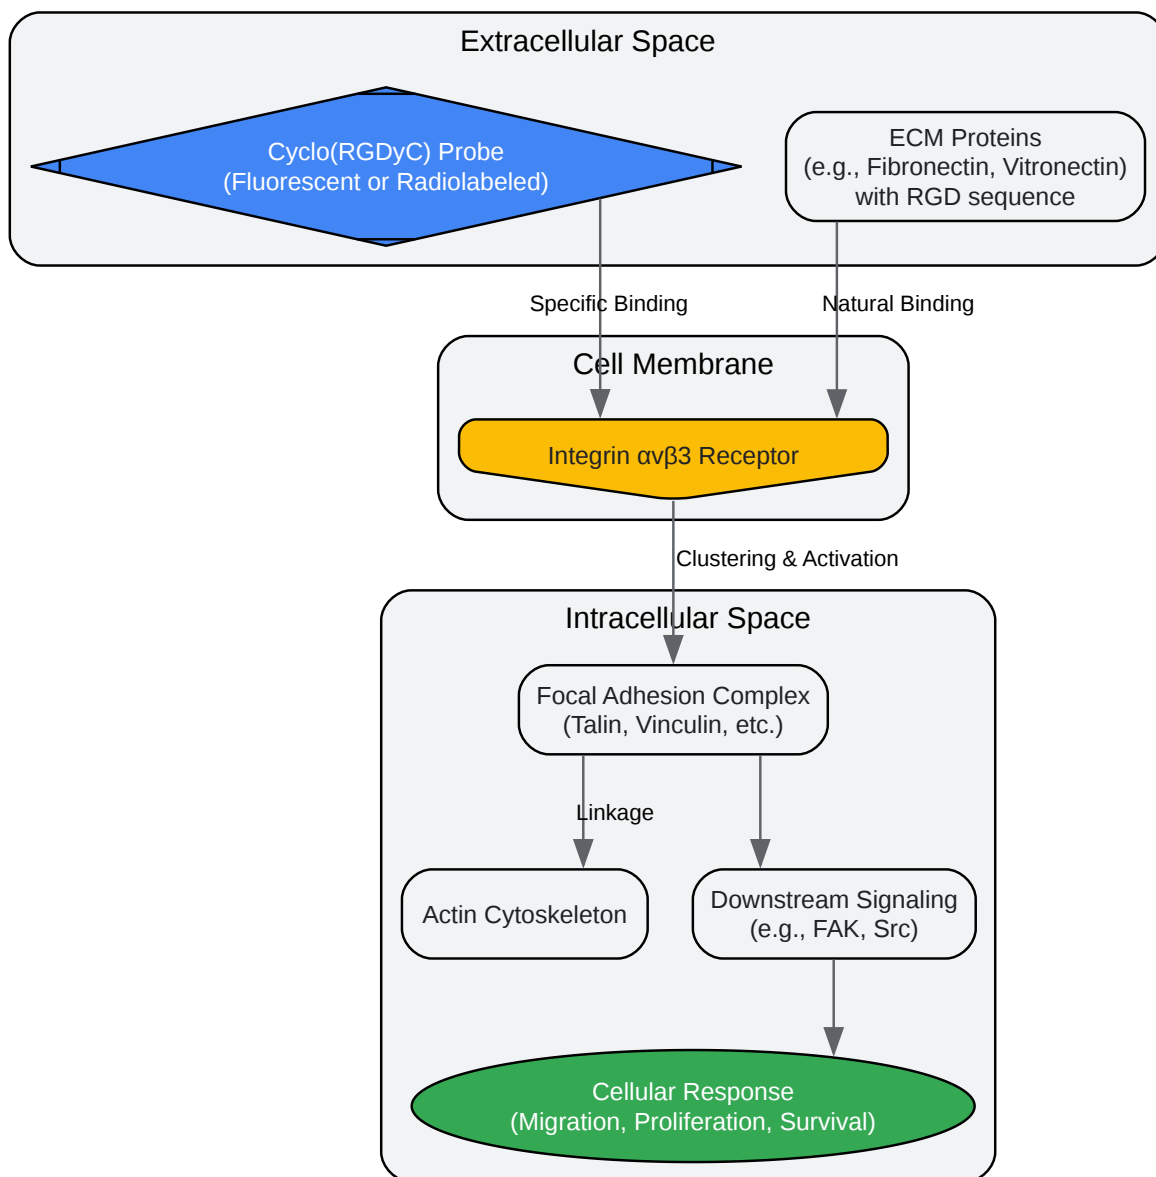 Extracellular Space
Cyclo(RGDyC) Probe
(Fluorescent or Radiolabeled)
ECM Proteins
(e.g., Fibronectin, Vitronectin)
with RGD sequence
Specific Binding
Natural Binding
Cell Membrane
Integrin αvβ3 Receptor
Clustering & Activation
Intracellular Space
Focal Adhesion Complex
(Talin, Vinculin, etc.)
Linkage
Actin Cytoskeleton
Downstream Signaling
(e.g., FAK, Src)
Cellular Response
(Migration, Proliferation, Survival)